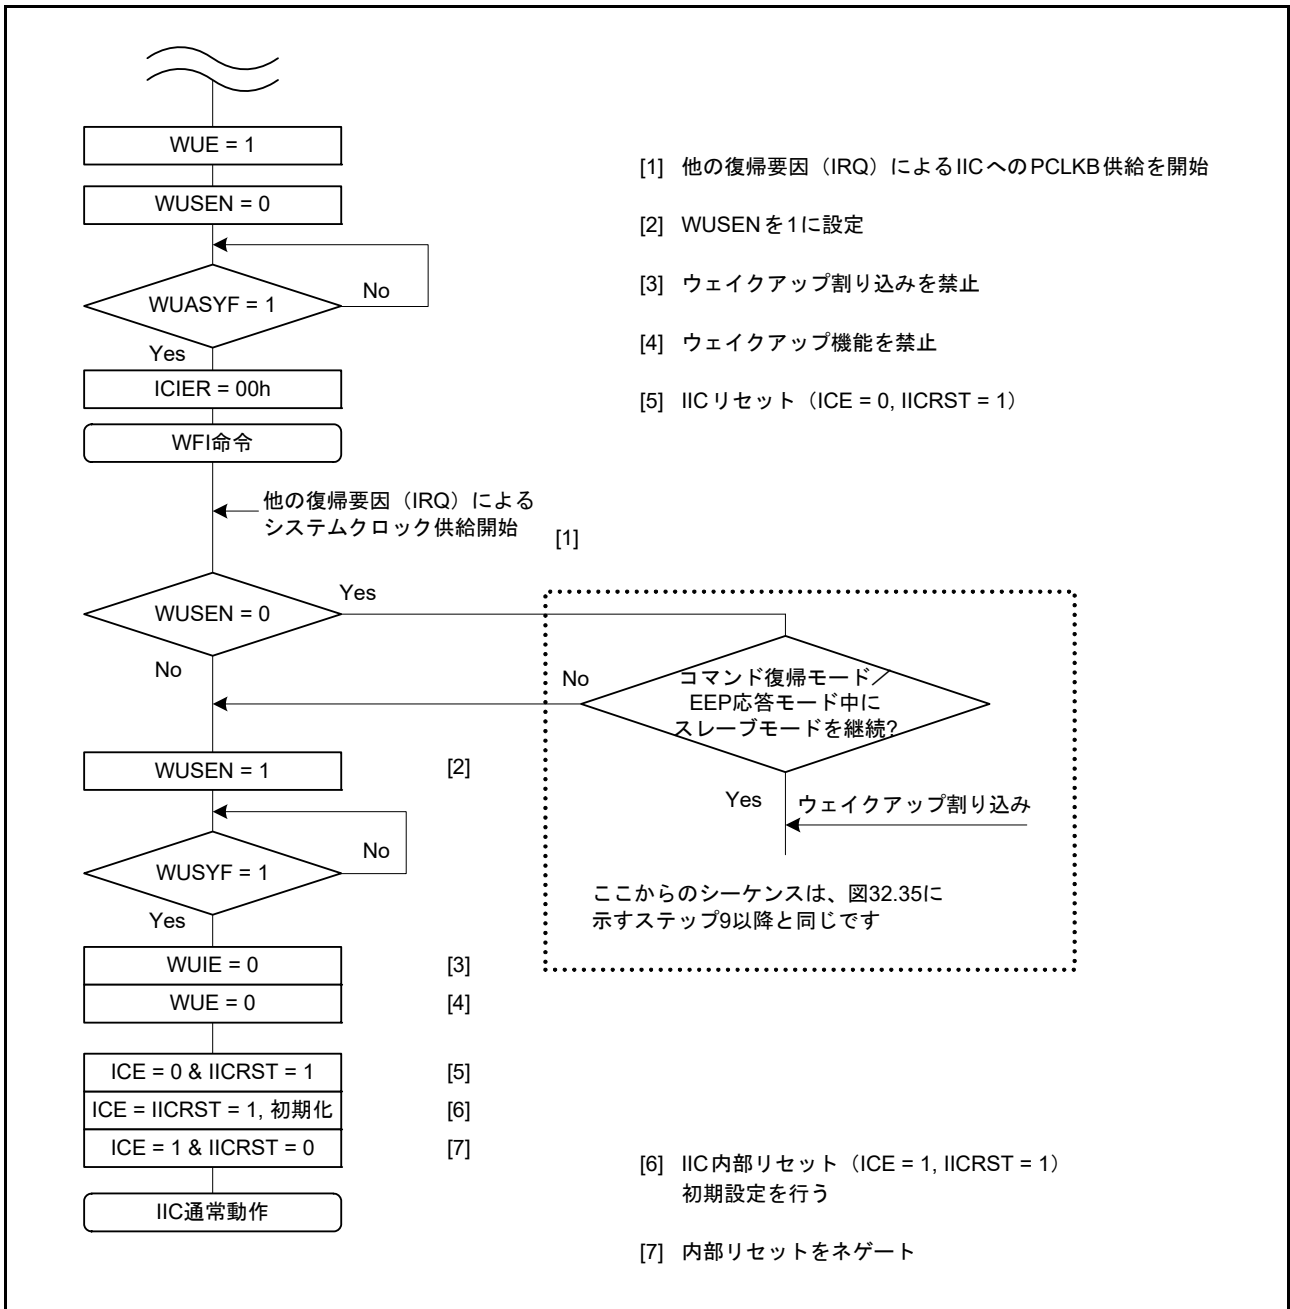 WUE = 1
WUSEN = 0
WUASYF = 1
No
Yes
ICIER = 00h
WFI命令
他の復帰要因（IRQ）による
システムクロック供給開始
[1]
WUSEN = 0
Yes
No
コマンド復帰モード／
EEP応答モード中に
スレーブモードを継続?
No
Yes
ウェイクアップ割り込み
ここからのシーケンスは、図32.35に
示すステップ9以降と同じです
WUSEN = 1
[2]
WUSYF = 1
No
Yes
WUIE = 0
[3]
WUE = 0
[4]
ICE = 0 & IICRST = 1
[5]
ICE = IICRST = 1, 初期化
[6]
ICE = 1 & IICRST = 0
[7]
IIC通常動作
[1] 他の復帰要因（IRQ）によるIICへのPCLKB供給を開始
[2] WUSENを1に設定
[3] ウェイクアップ割り込みを禁止
[4] ウェイクアップ機能を禁止
[5] IICリセット（ICE = 0, IICRST = 1）
[6] IIC内部リセット（ICE = 1, IICRST = 1）
初期設定を行う
[7] 内部リセットをネゲート